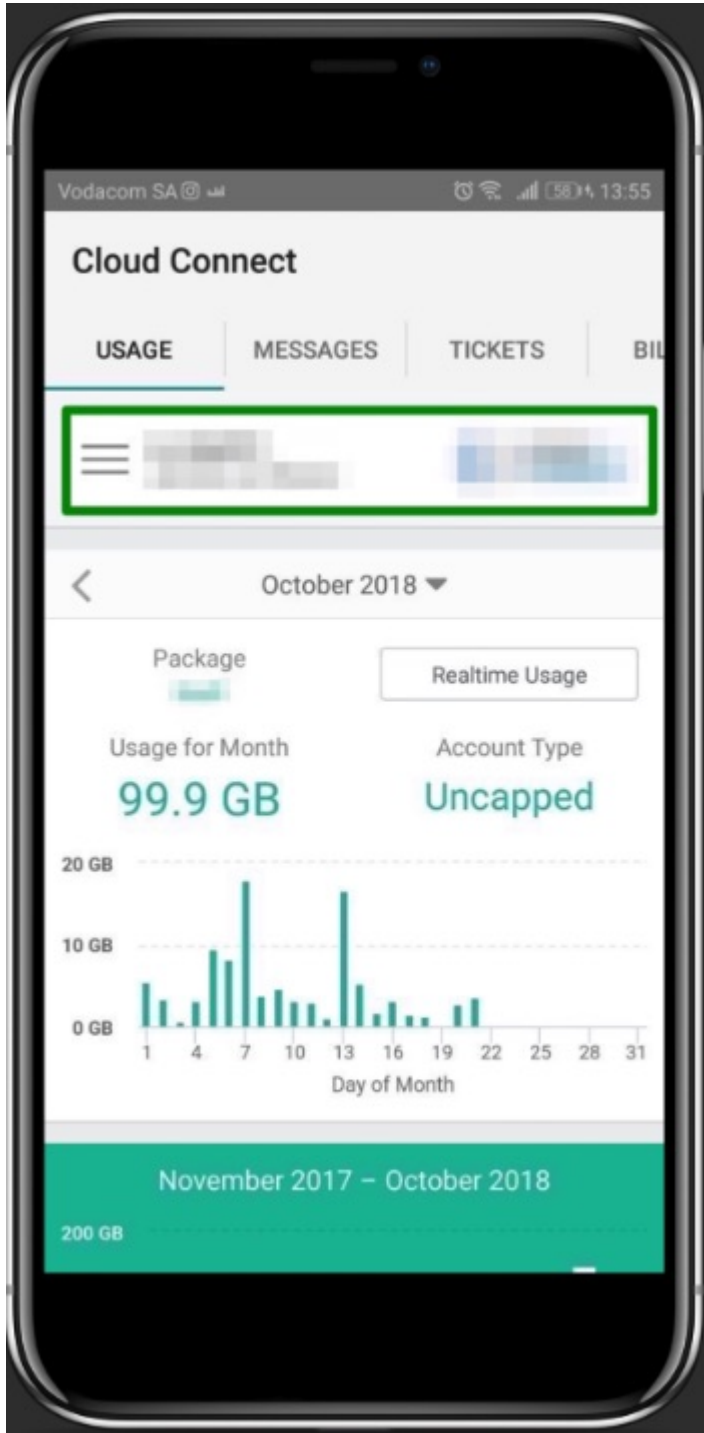 Vodacom SA 58 13:55
Cloud Connect
USAGE MESSAGES TICKETS BIL
October 2018
Package Realtime Usage
Usage for Month Account Type
99.9 GB Uncapped
20 GB
10 GB
0 GB
1 4 7 10 13 16 19 22 25 28 31
Day of Month
November 2017 – October 2018
200 GB